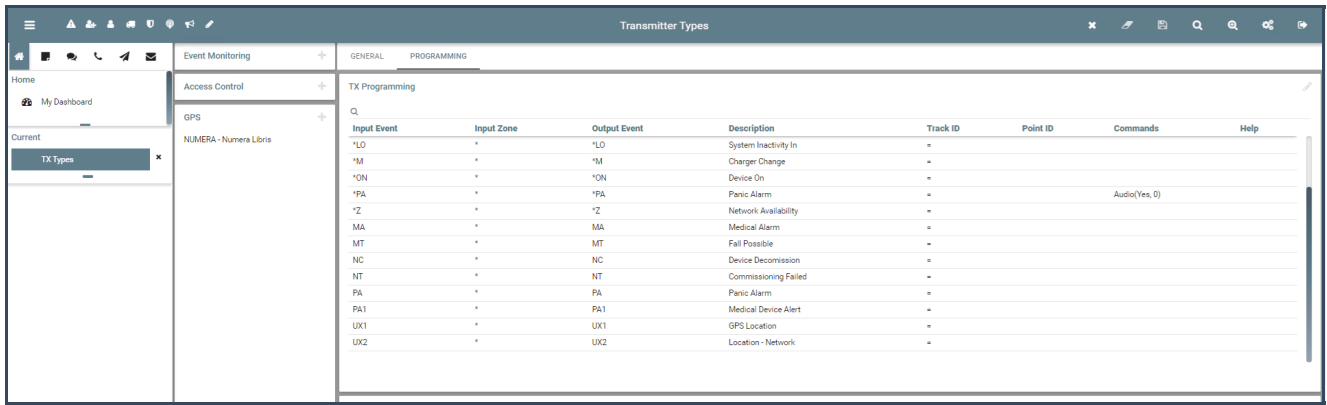 Transmitter Types
Home
My Dashboard
Current
TX Types
Event Monitoring
Access Control
GPS
NUMERA - Numera Libris
GENERAL PROGRAMMING
TX Programming
Input Event Input Zone Output Event Description Track ID Point ID Commands Help
*LO * *LO System Inactivity In =
*M * *M Charger Change =
*ON * *ON Device On =
*PA * *PA Panic Alarm = Audio(Yes, 0)
*Z * *Z Network Availability =
MA * MA Medical Alarm =
MT * MT Fall Possible =
NC * NC Device Decomission =
NT * NT Commissioning Failed =
PA * PA Panic Alarm =
PA1 * PA1 Medical Device Alert =
UX1 * UX1 GPS Location =
UX2 * UX2 Location - Network =